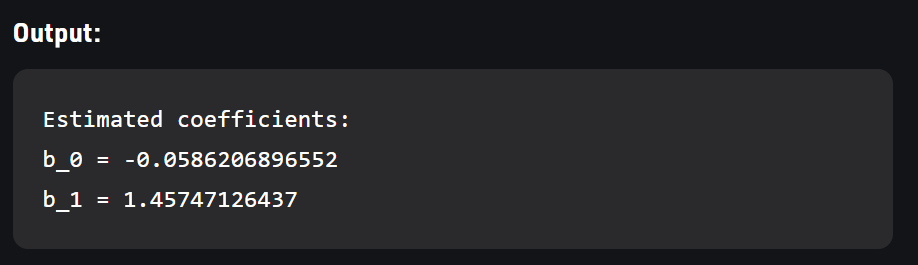 Output:
Estimated coefficients:
b_0 = -0.0586206896552
b_1 = 1.45747126437